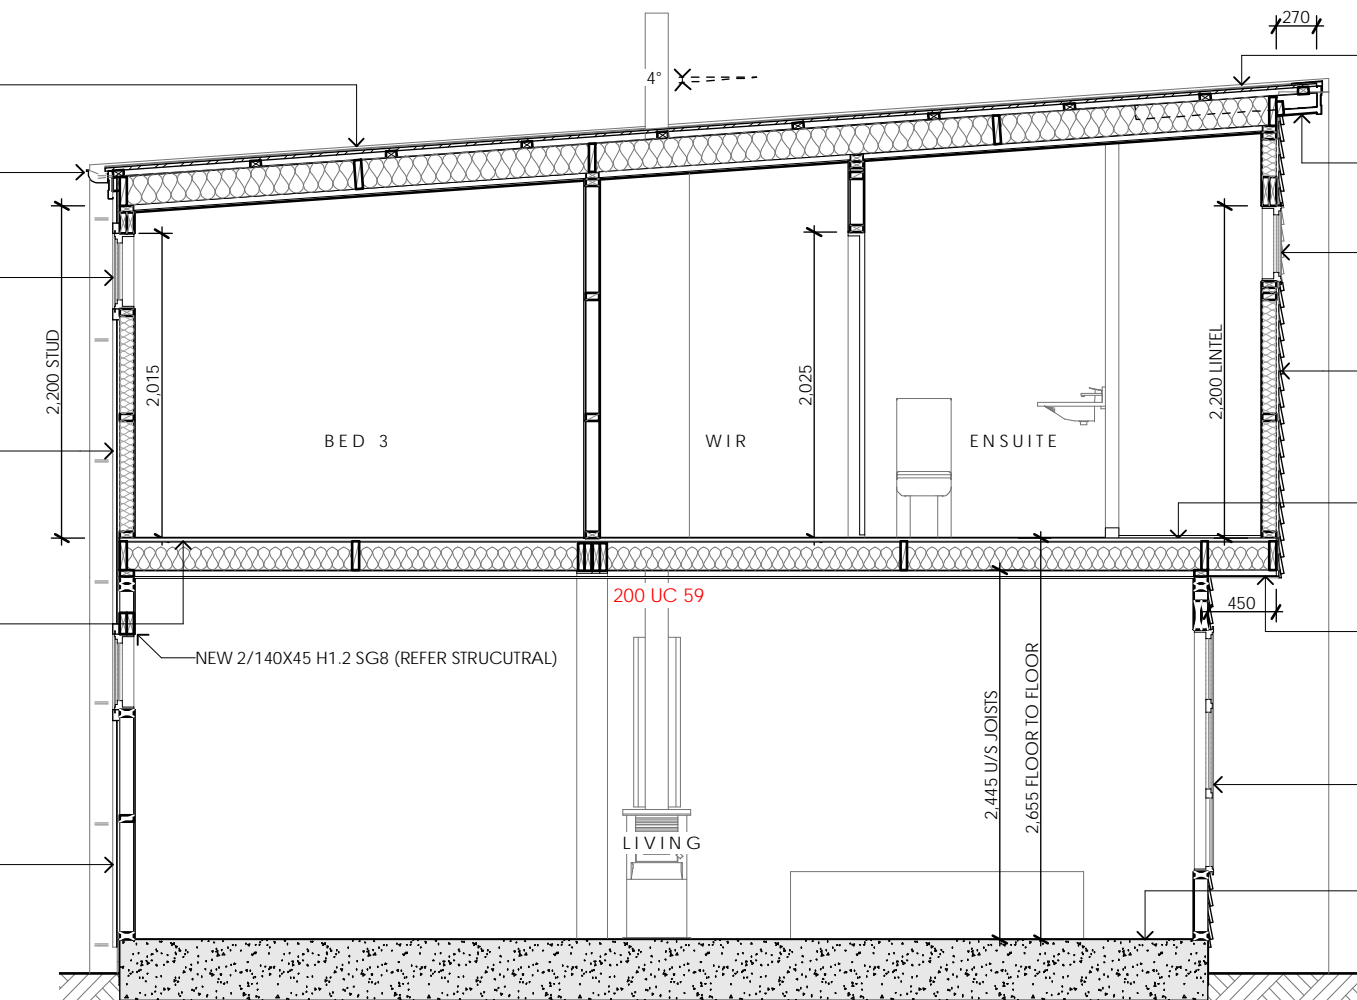 270
4°
2,200 STUD
2,015
2,025
2,200 LINTEL
BED 3
WIR
ENSUITE
200 UC 59
450
NEW 2/140X45 H1.2 SG8 (REFER STRUCUTRAL)
2,445 U/S JOISTS
2,655 FLOOR TO FLOOR
LIVING